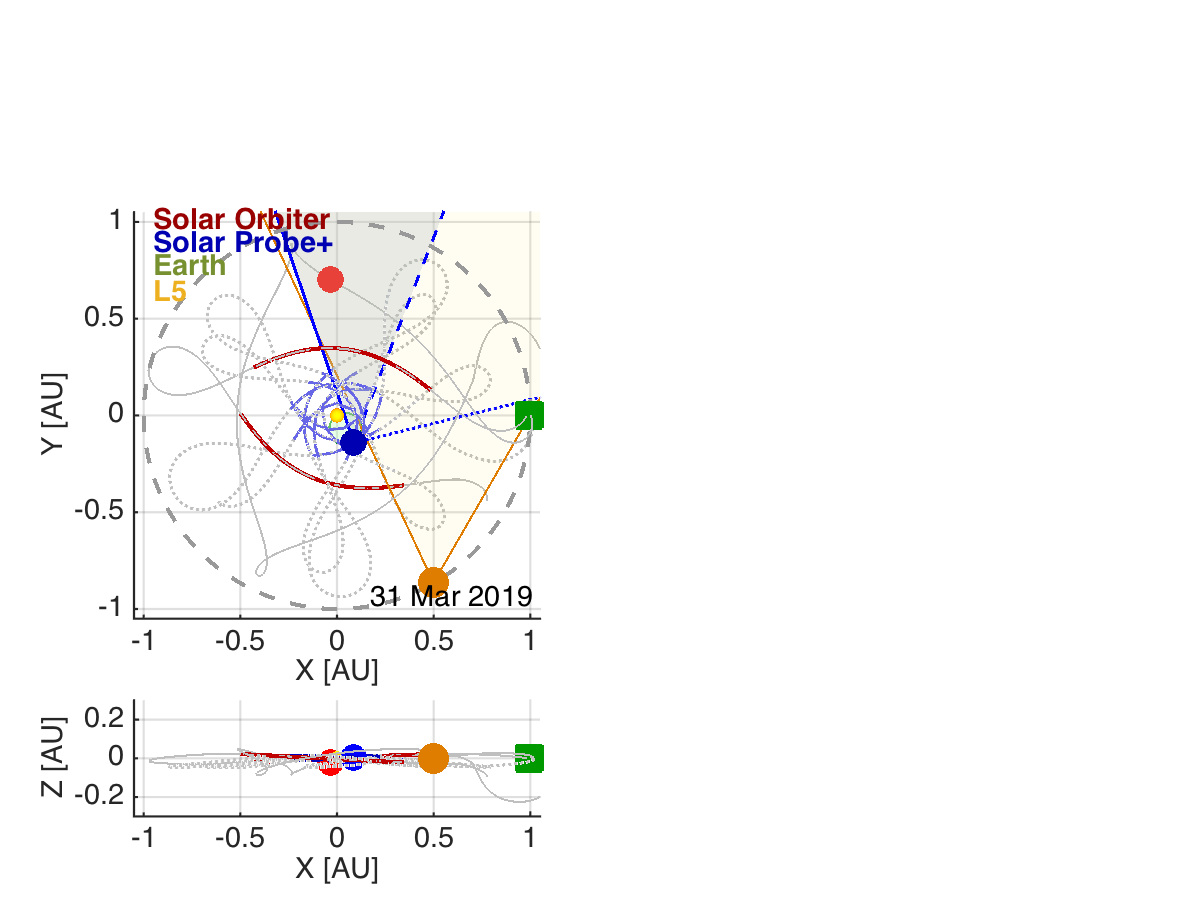 Solar Orbiter
Solar Probe+
Earth
L5
1
0.5
0
-0.5
-1
Y [AU]
31 Mar 2019
-1 -0.5 0 0.5 1
X [AU]
0.2
0
-0.2
Z [AU]
-1 -0.5 0 0.5 1
X [AU]